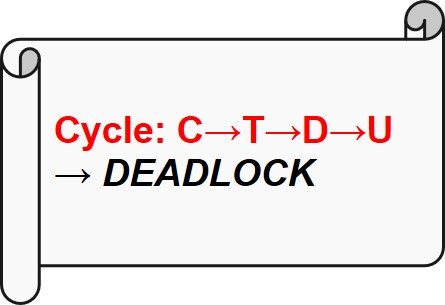 Cycle: C→T→D→U
→ DEADLOCK